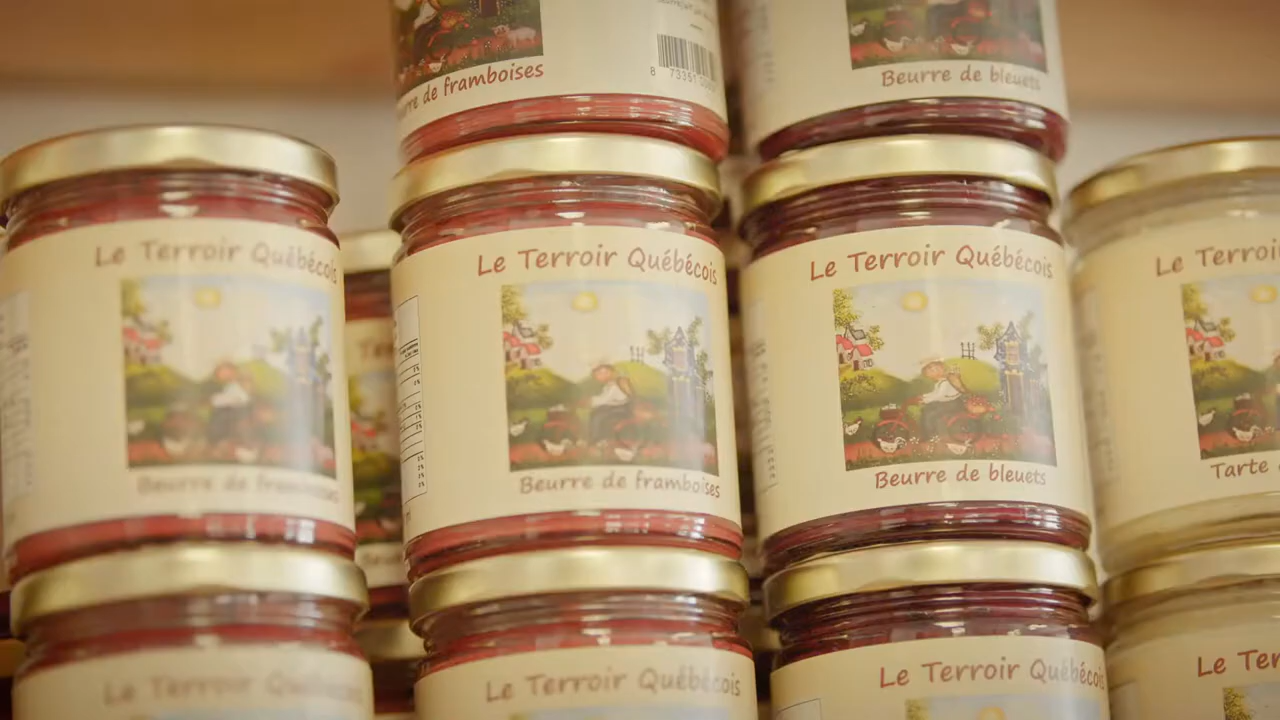 Beurre de framboises
Beurre de bleuets
Le Terroir Québécois
Beurre de framboises
Le Terroir Québécois
Beurre de framboises
Le Terroir Québécois
Beurre de bleuets
Le Terroi
Tarte
Le Terroir Québécois
Le Terroir Québécois
Le Terroir Québécois
Le Ter